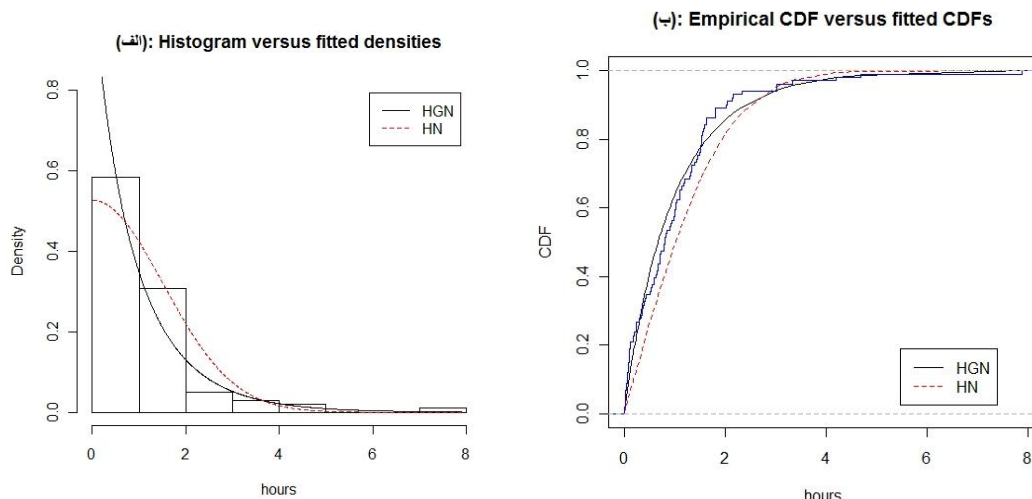 (الف): Histogram versus fitted densities
0.8
0.6
0.4
0.2
0.0
Density
HGN
HN
0 2 4 6 8
hours
(ب): Empirical CDF versus fitted CDFs
1.0
0.8
0.6
0.4
0.2
0.0
CDF
HGN
HN
0 2 4 6 8
hours